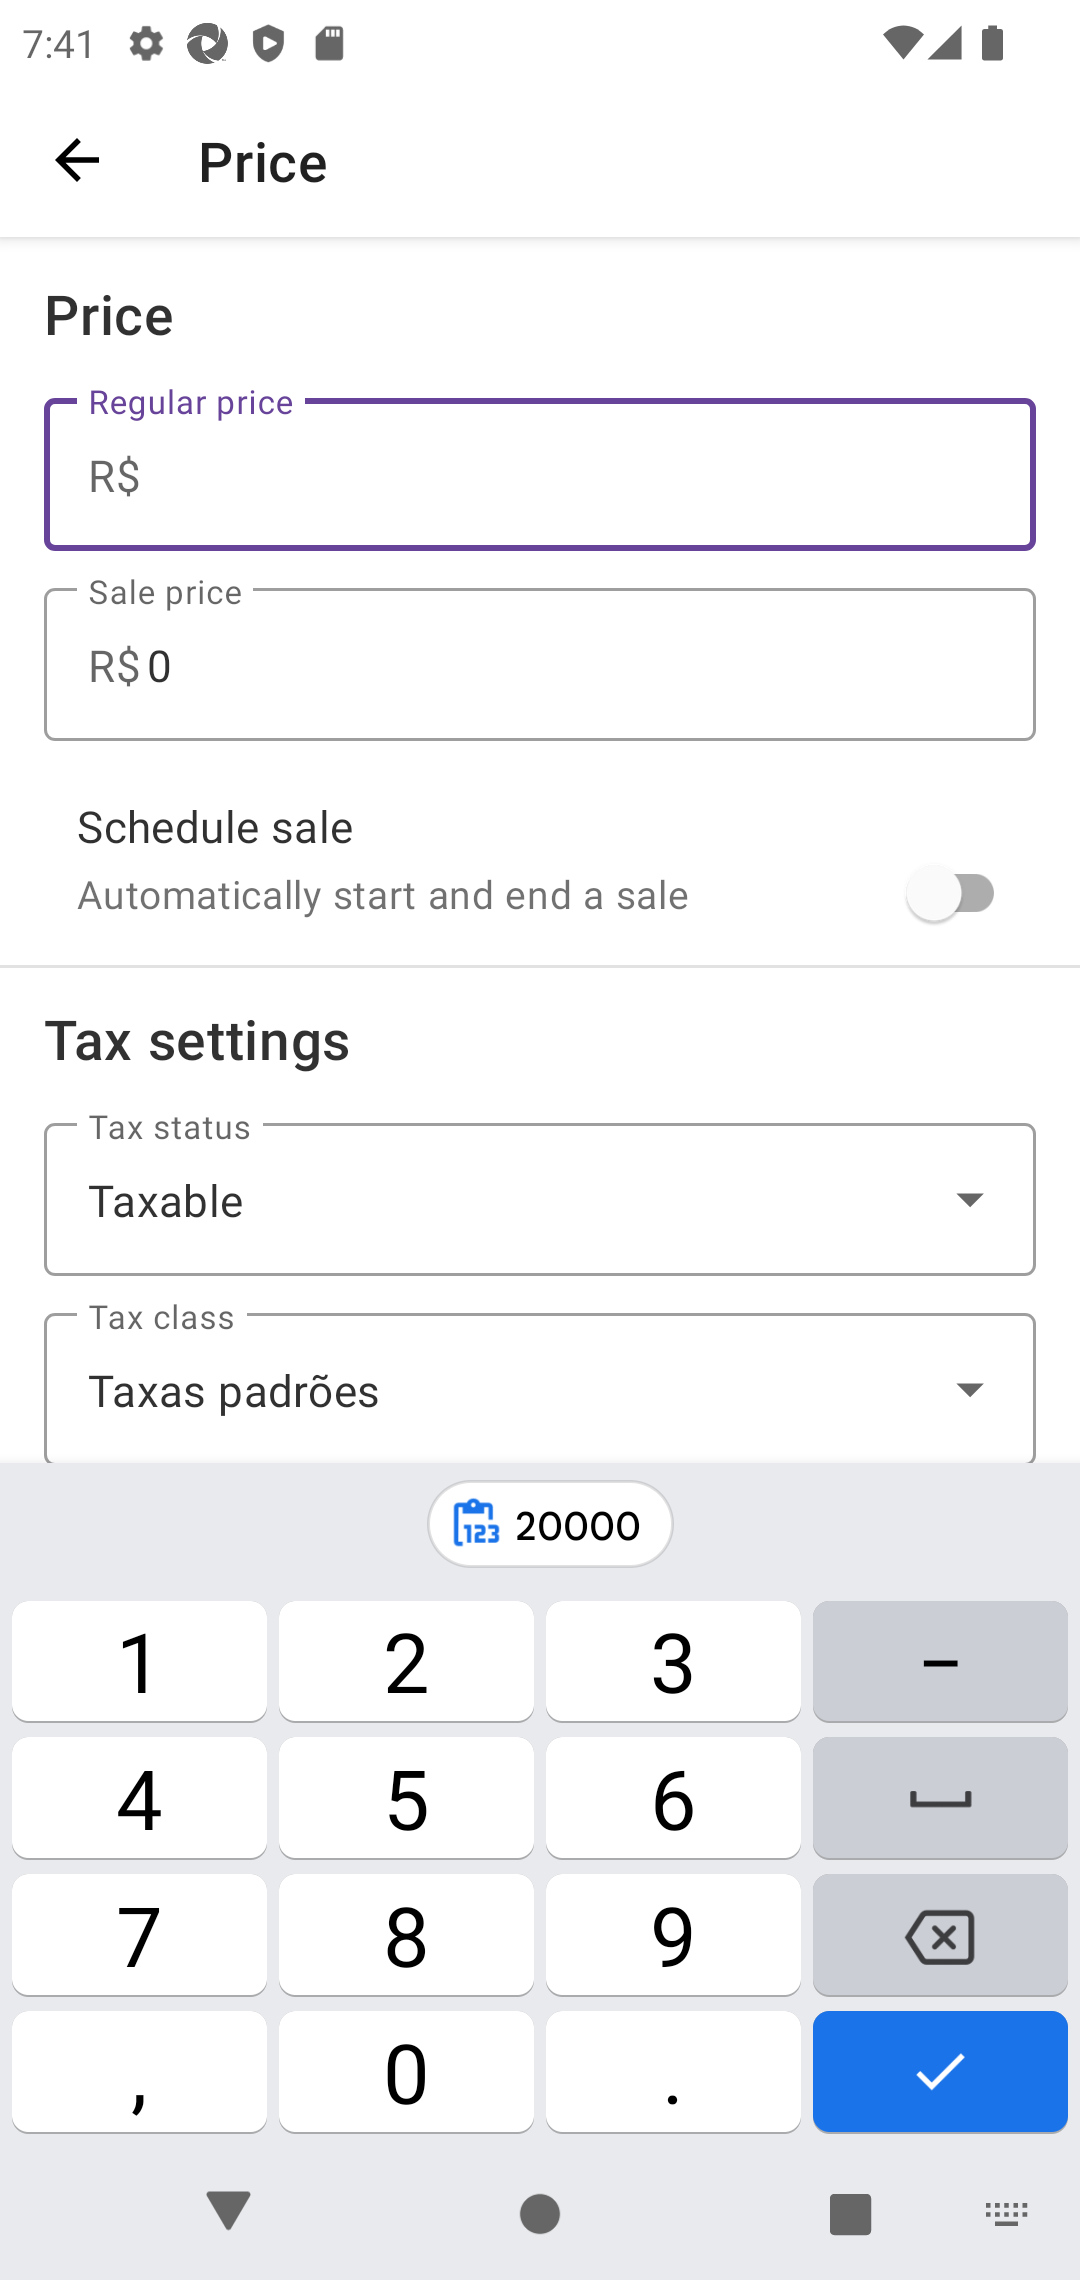 7:41
Price
Price
Regular price
R$
Sale price
R$ 0
Schedule sale
Automatically start and end a sale
Tax settings
Tax status
Taxable
Tax class
Taxas padrões
123 20000
1 2 3 –
4 5 6
7 8 9
, 0 .